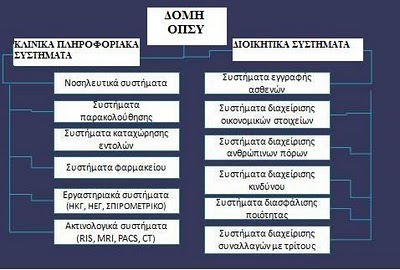 ΔΟΜΗ
ΟΠΣΥ
ΚΛΙΝΙΚΑ ΠΛΗΡΟΦΟΡΙΑΚΑ
ΣΥΣΤΗΜΑΤΑ
Νοσηλευτικά συστήματα
Συστήματα
παρακολούθησης
Συστήματα καταχώρησης
εντολών
Συστήματα φαρμακείου
Εργαστηριακά συστήματα
(ΗΚΓ, ΗΕΓ, ΣΠΙΡΟΜΕΤΡΙΚΟ)
Ακτινολογικά συστήματα
(RIS, MRI, PACS, CT)
ΔΙΟΙΚΗΤΙΚΑ ΣΥΣΤΗΜΑΤΑ
Συστήματα εγγραφής
ασθενών
Συστήματα διαχείρισης
οικονομικών στοιχείων
Συστήματα διαχείρισης
ανθρώπινων πόρων
Συστήματα διαχείρισης
κινδύνου
Συστήματα διασφάλισης
ποιότητας
Συστήματα διαχείρισης
συναλλαγών με τρίτους